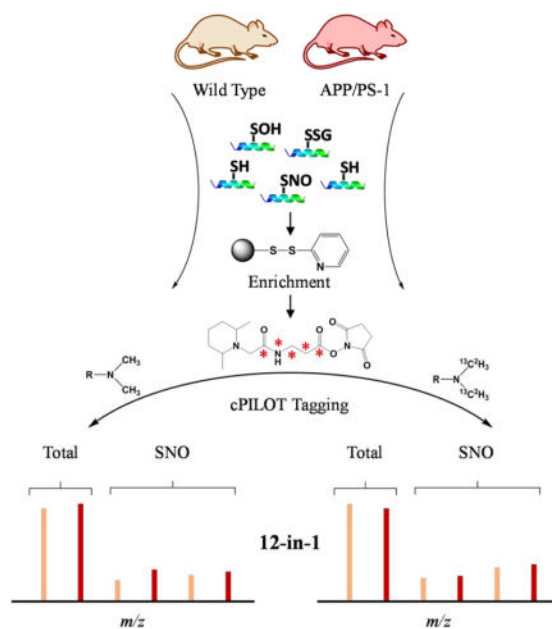 Wild Type APP/PS-1
SOH SSG
SH SNO SH
S S
N
Enrichment
O O O
N N H O N
O
R N CH₃ CH₃
R N ¹³C²H₃ ¹³C²H₃
* * * * *
cPILOT Tagging
Total SNO Total SNO
12-in-1
m/z m/z